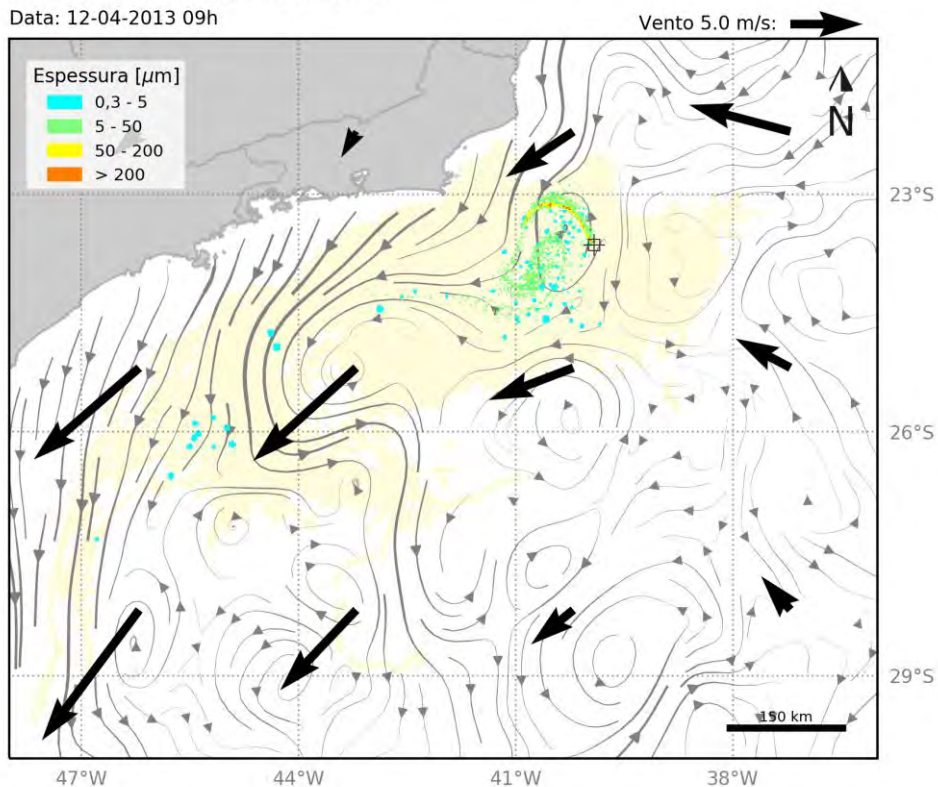 Data: 12-04-2013 09h
Vento 5.0 m/s:
Espessura [μm]
0,3 - 5
5 - 50
50 - 200
> 200
N
23°S
26°S
29°S
km
47°W
44°W
41°W
38°W